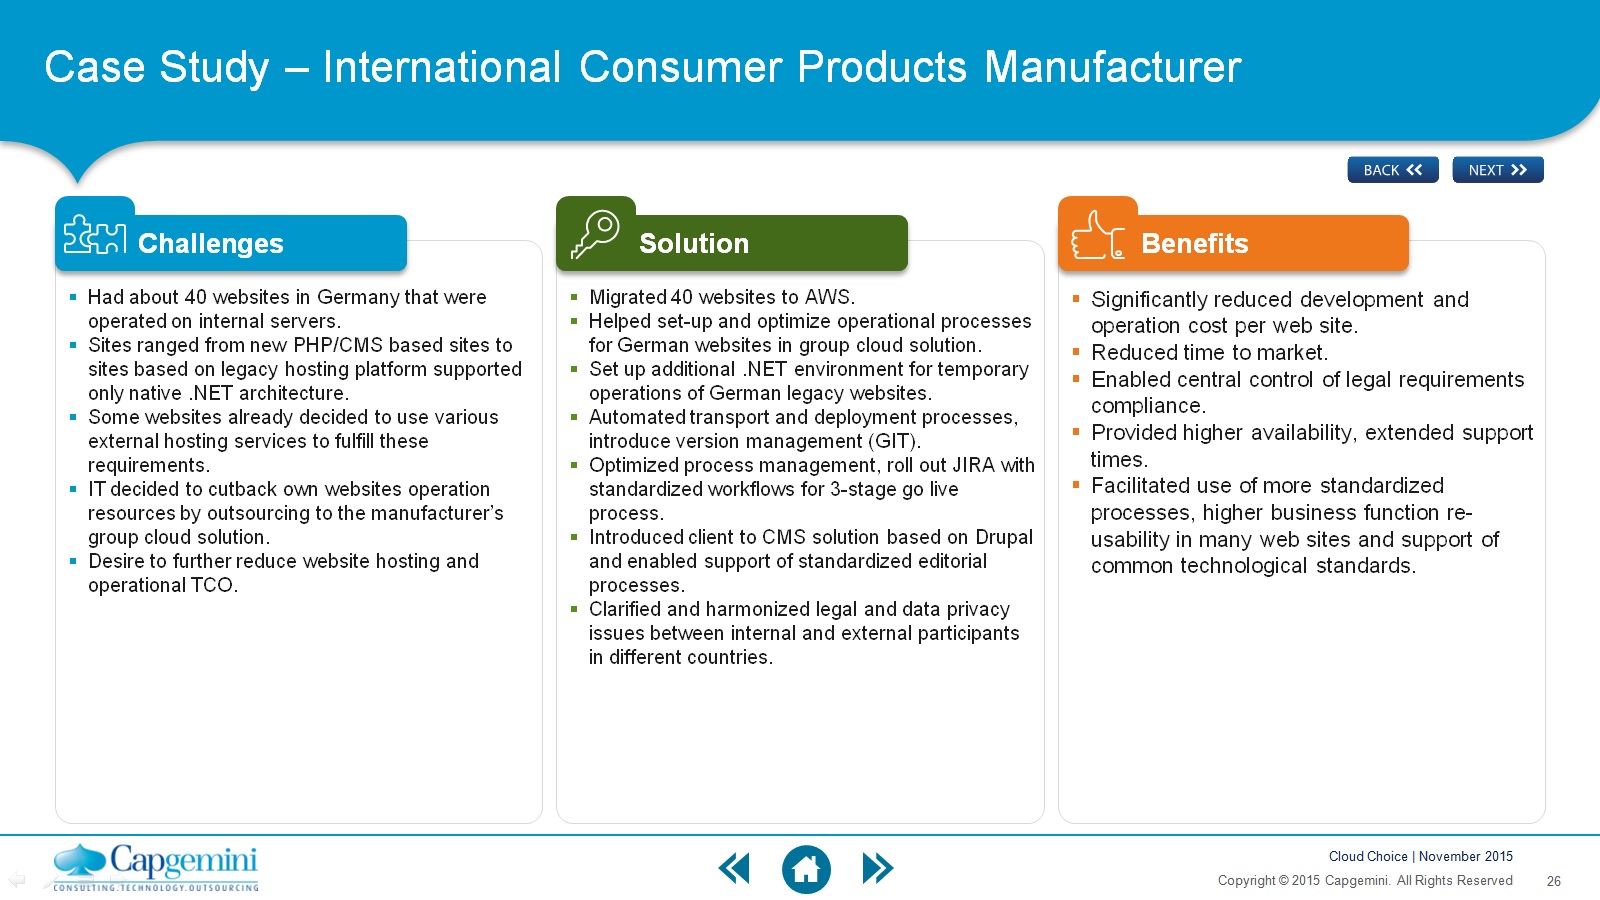 Case Study – International Consumer Products Manufacturer
BACK
NEXT
Challenges
Had about 40 websites in Germany that were
operated on internal servers.
Sites ranged from new PHP/CMS based sites to
sites based on legacy hosting platform supported
only native .NET architecture.
Some websites already decided to use various
external hosting services to fulfill these
requirements.
IT decided to cutback own websites operation
resources by outsourcing to the manufacturer’s
group cloud solution.
Desire to further reduce website hosting and
operational TCO.
Solution
Migrated 40 websites to AWS.
Helped set-up and optimize operational processes
for German websites in group cloud solution.
Set up additional .NET environment for temporary
operations of German legacy websites.
Automated transport and deployment processes,
introduce version management (GIT).
Optimized process management, roll out JIRA with
standardized workflows for 3-stage go live
process.
Introduced client to CMS solution based on Drupal
and enabled support of standardized editorial
processes.
Clarified and harmonized legal and data privacy
issues between internal and external participants
in different countries.
Benefits
Significantly reduced development and
operation cost per web site.
Reduced time to market.
Enabled central control of legal requirements
compliance.
Provided higher availability, extended support
times.
Facilitated use of more standardized
processes, higher business function re-
usability in many web sites and support of
common technological standards.
Capgemini
CONSULTING.TECHNOLOGY.OUTSOURCING
Cloud Choice | November 2015
Copyright © 2015 Capgemini. All Rights Reserved
26